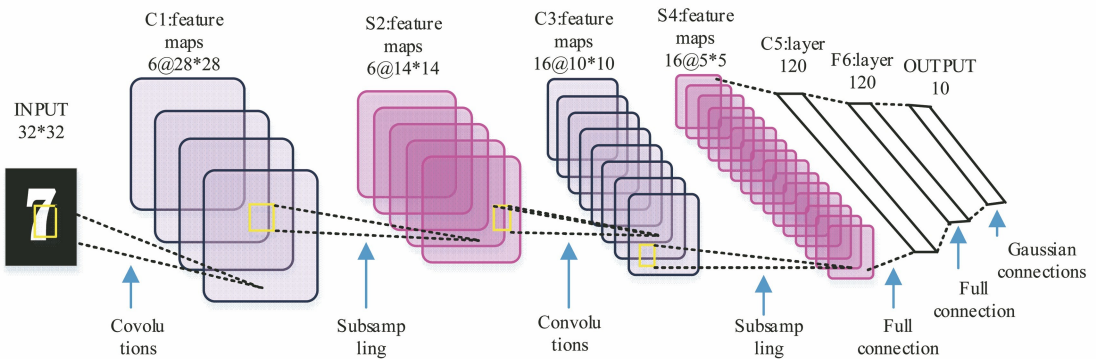 INPUT
32*32
7
C1:feature
maps
6@28*28
S2:feature
maps
6@14*14
C3:feature
maps
16@10*10
S4:feature
maps
16@5*5
C5:layer
120
F6:layer
120
OUTPUT
10
Covolu
tions
Subsamp
ling
Convolu
tions
Subsamp
ling
Full
connection
Full
connection
Gaussian
connections